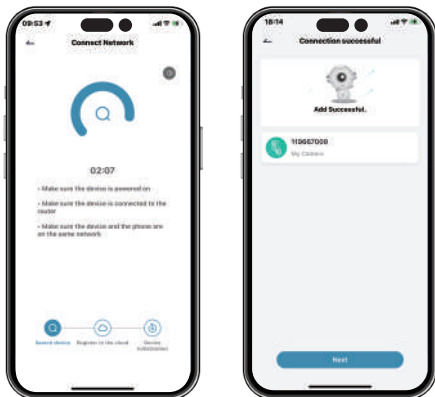 09:53
Connect Network
02:07
- Make sure the device is powered on
- Make sure the device is connected to the
router
- Make sure the device and the phone are
on the same network
Search device
Register to the cloud
Device
initialization
18:14
Connection successful
Add Successful.
119667009
My Camera
Next